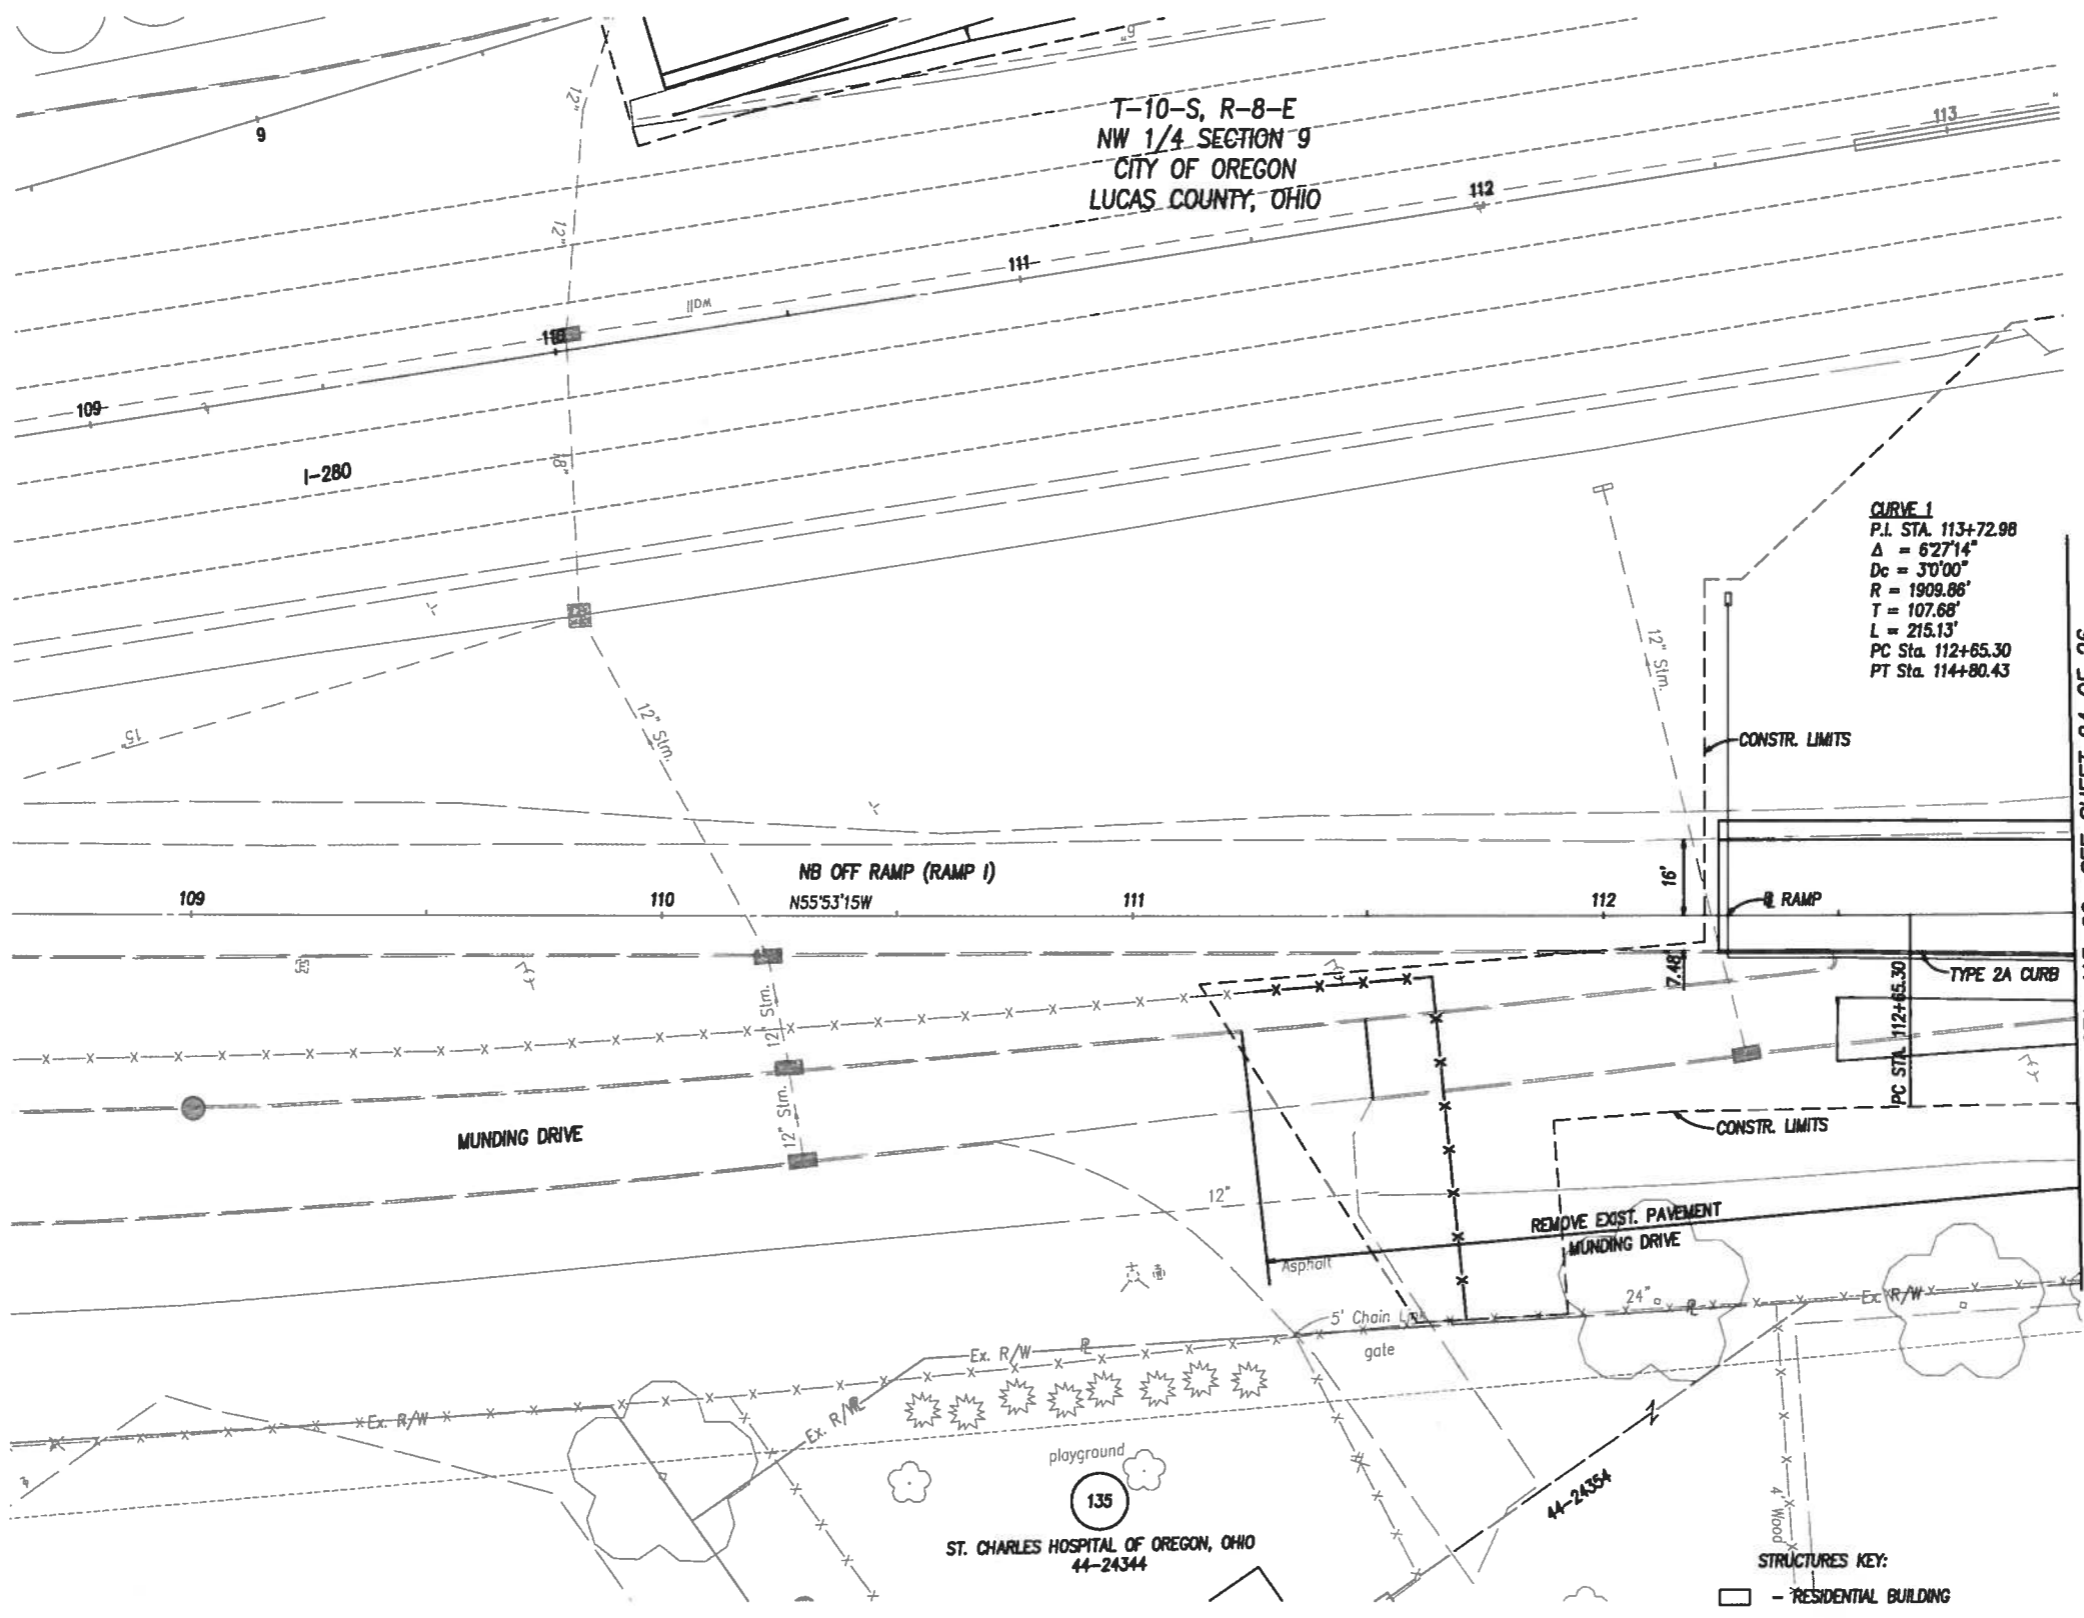 6"
12"
T-10-S, R-8-E
NW 1/4 SECTION 9
CITY OF OREGON
LUCAS COUNTY, OHIO
113
9
112
12"
111
wall
110
109
I-280
18"
CURVE 1
P.I. STA. 113+72.98
Δ = 6°27'14"
Dc = 3°0'00"
R = 1909.86'
T = 107.68'
L = 215.13'
PC Sta. 112+65.30
PT Sta. 114+80.43
12" Stm.
12" Stm.
15"
CONSTR. LIMITS
NB OFF RAMP (RAMP I)
16'
109
110
N55°53'15W
111
112
℄ RAMP
7.48'
TYPE 2A CURB
12" Stm.
PC STA. 112+65.30
MUNDING DRIVE
12" Stm.
CONSTR. LIMITS
12"
REMOVE EXIST. PAVEMENT
MUNDING DRIVE
Asphalt
24"
Ex R/W
5' Chain Link
gate
Ex. R/W
Ex. R/W
Ex. R/W
playground
135
ST. CHARLES HOSPITAL OF OREGON, OHIO
44-24344
44-24354
4' Wood
STRUCTURES KEY:
- RESIDENTIAL BUILDING